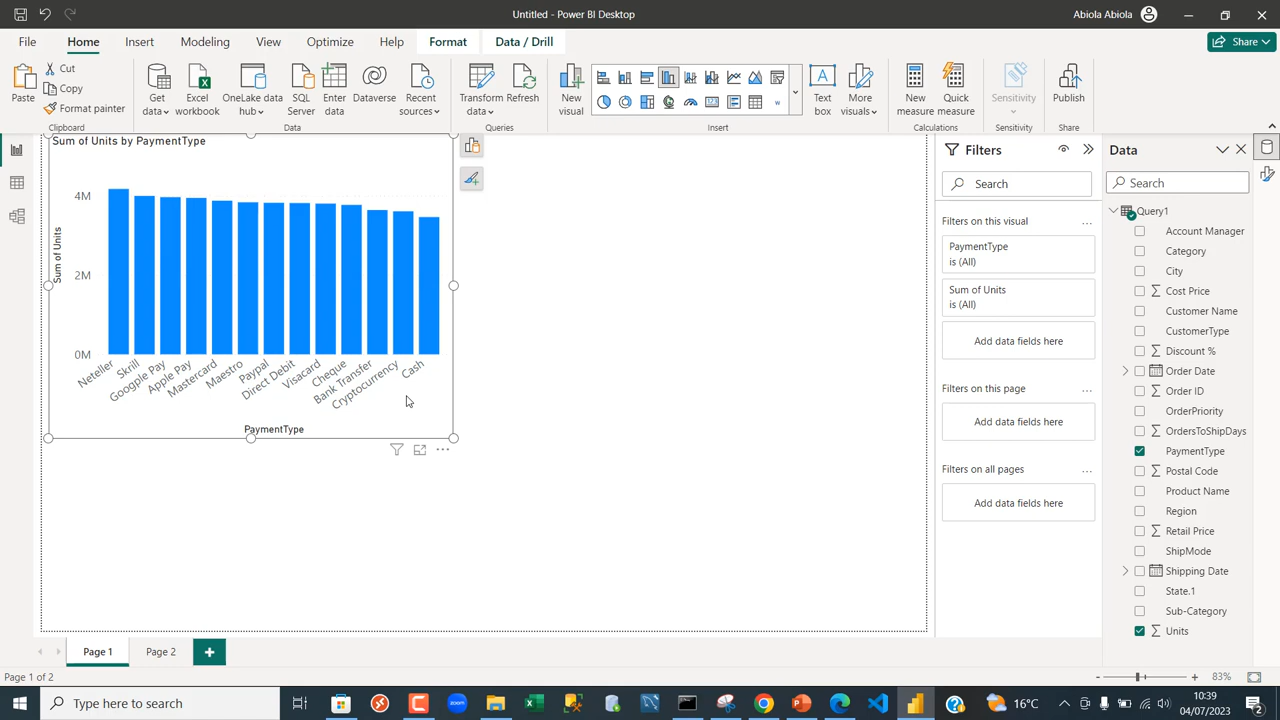 Untitled - Power BI Desktop
Abiola Abiola
File
Home
Insert
Modeling
View
Optimize
Help
Format
Data / Drill
Share
Paste
Cut
Copy
Format painter
Clipboard
Get
data
Excel
workbook
OneLake data
hub
SQL
Server
Enter
data
Dataverse
Recent
sources
Data
Transform
data
Refresh
Queries
New
visual
Text
box
More
visuals
Insert
New
measure
Quick
measure
Calculations
Sensitivity
Sensitivity
Publish
Share
Sum of Units by PaymentType
4M
2M
0M
Sum of Units
Neteller
Skrill
Googple Pay
Apple Pay
Mastercard
Maestro
Paypal
Direct Debit
Visacard
Cheque
Bank Transfer
Cryptocurrency
Cash
PaymentType
Filters
Search
Filters on this visual
PaymentType
is (All)
Sum of Units
is (All)
Add data fields here
Filters on this page
Add data fields here
Filters on all pages
Add data fields here
Data
Search
Query1
Account Manager
Category
City
Cost Price
Customer Name
CustomerType
Discount %
Order Date
Order ID
OrderPriority
OrdersToShipDays
PaymentType
Postal Code
Product Name
Region
Retail Price
ShipMode
Shipping Date
State.1
Sub-Category
Units
Page 1
Page 2
Page 1 of 2
83%
Type here to search
16°C
10:39
04/07/2023
2